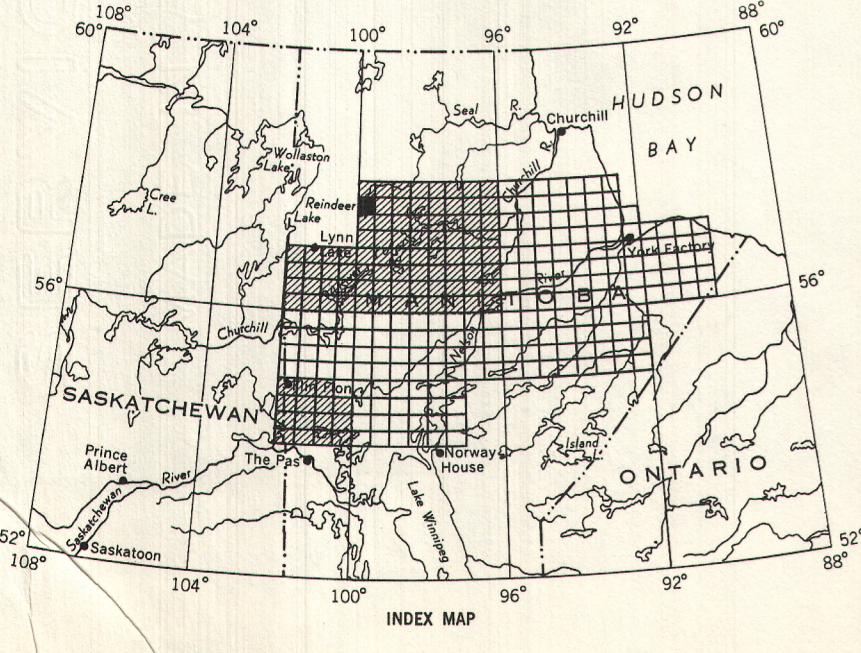 108°
104°
100°
96°
92°
88°
60°
60°
Seal R.
Churchill
HUDSON
BAY
Wollaston
Lake
Churchill R.
Cree
L.
Reindeer
Lake
Lynn
Lake
York Factory
River
56°
56°
MANITOBA
Churchill
Nelson
Flin Flon
SASKATCHEWAN
Prince
Albert
River
The Pas
Norway
House
Island
ONTARIO
Saskatchewan
Lake Winnipeg
52°
Saskatoon
52°
108°
104°
100°
96°
92°
88°
INDEX MAP